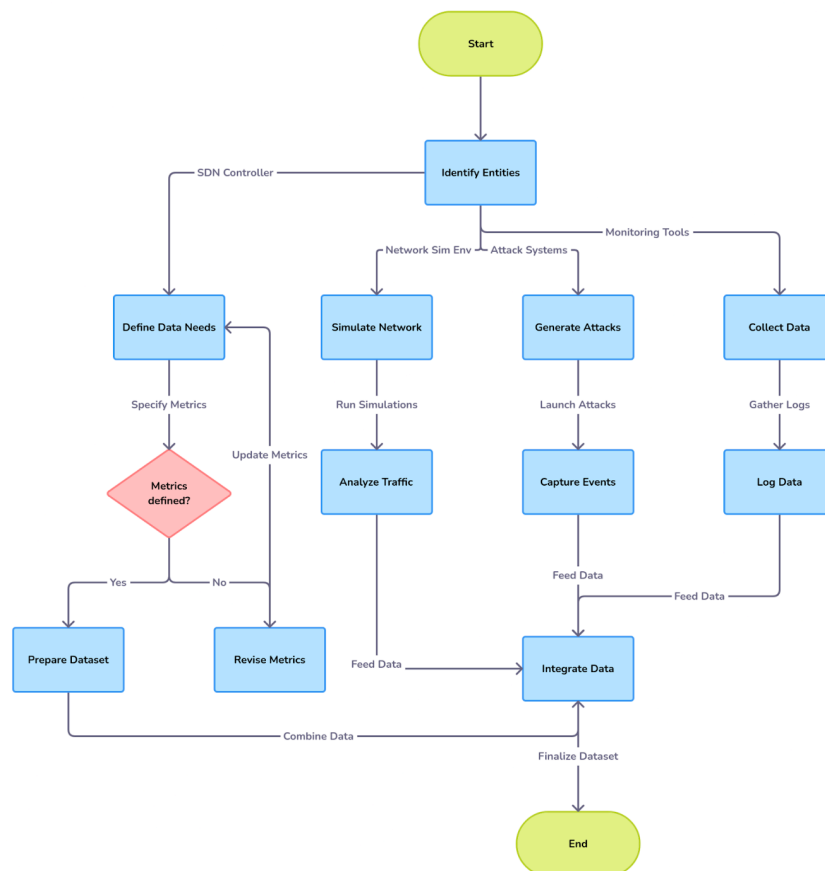 Start
Identify Entities
SDN Controller
Monitoring Tools
Network Sim Env
Attack Systems
Define Data Needs
Simulate Network
Generate Attacks
Collect Data
Specify Metrics
Run Simulations
Launch Attacks
Gather Logs
Update Metrics
Metrics
defined?
Analyze Traffic
Capture Events
Log Data
Yes
No
Feed Data
Feed Data
Prepare Dataset
Revise Metrics
Feed Data
Integrate Data
Combine Data
Finalize Dataset
End